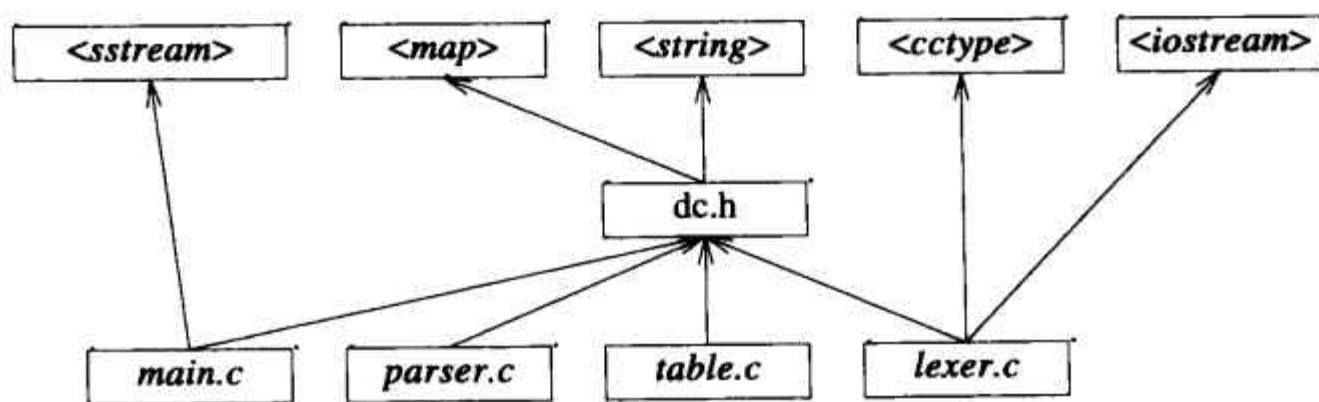 <sstream>
<map>
<string>
<cctype>
<iostream>
dc.h
main.c
parser.c
table.c
lexer.c